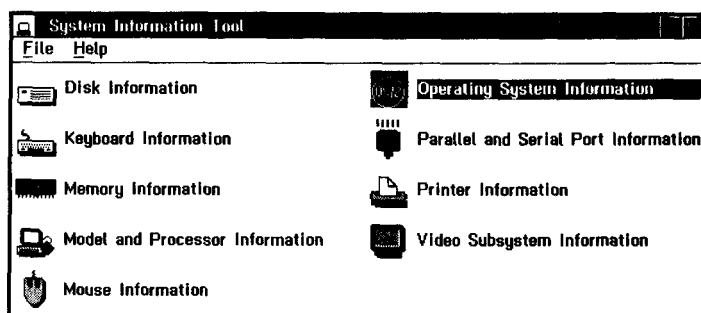 System Information Tool
File Help
Disk Information
Operating System Information
Keyboard Information
Parallel and Serial Port Information
Memory Information
Printer Information
Model and Processor Information
Video Subsystem Information
Mouse Information